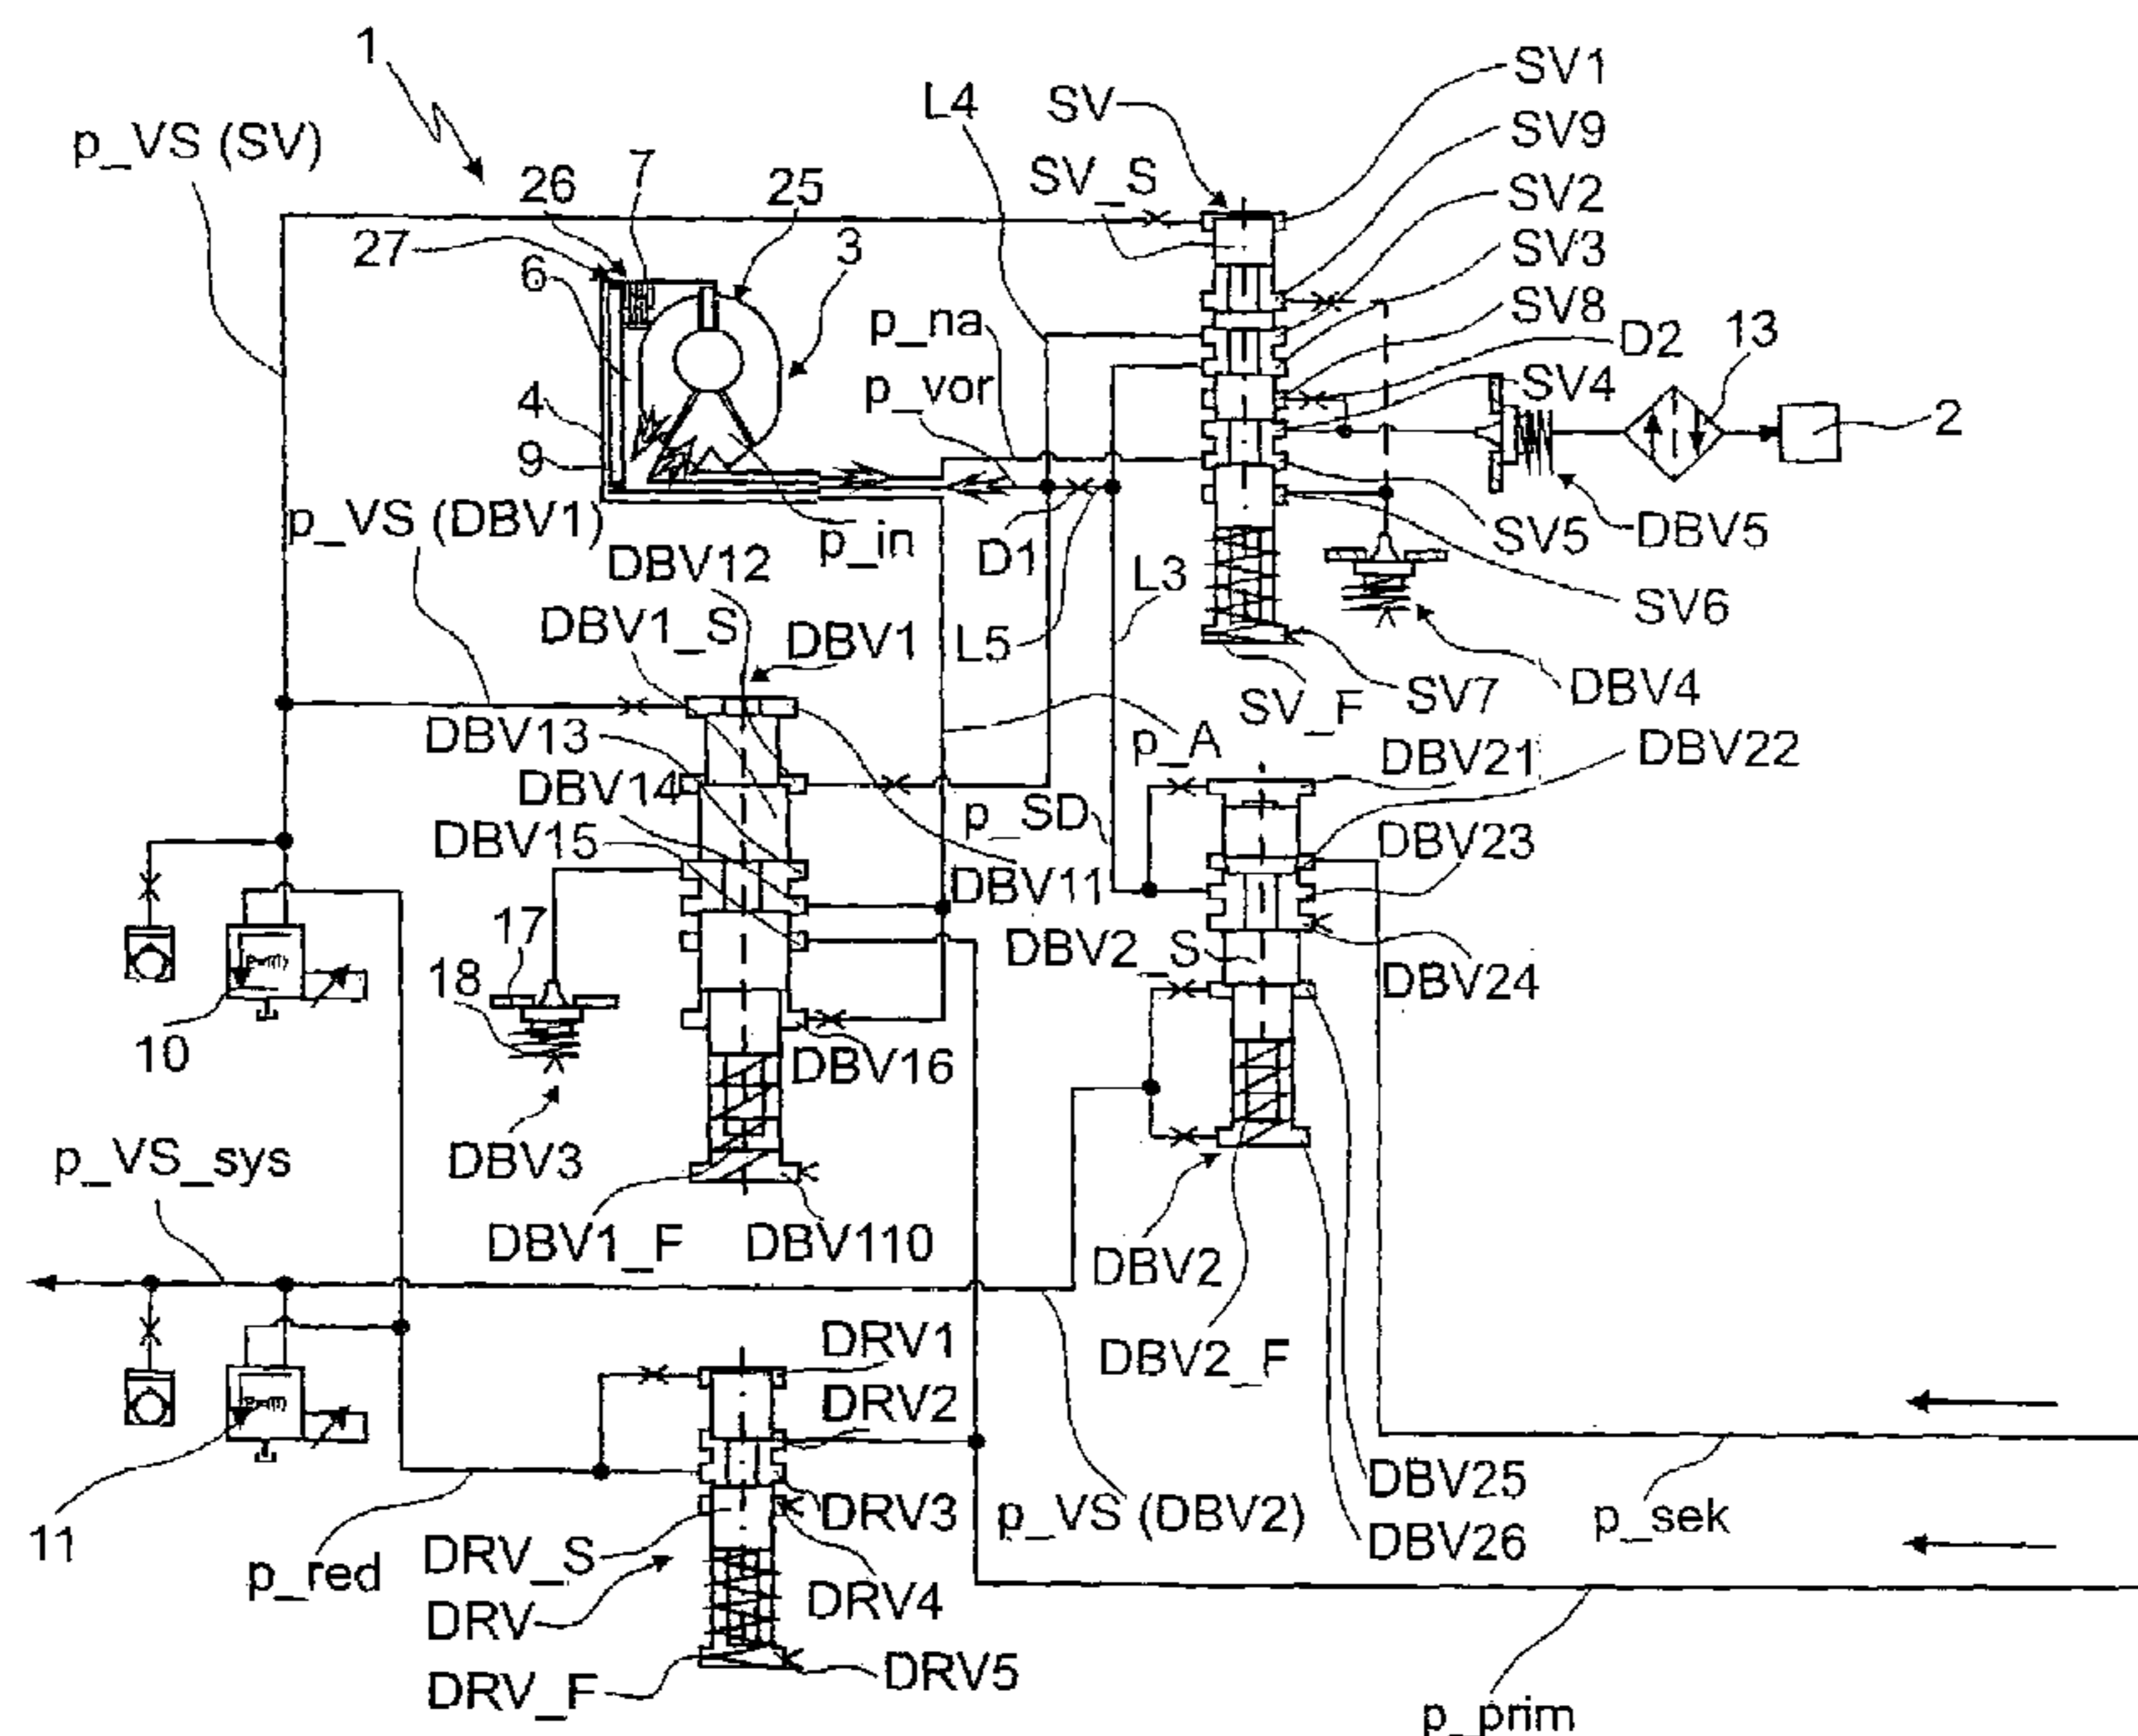 1
SV1
L4
SV
SV9
p_VS (SV)
SV_S
SV2
26
7
25
27
SV3
6
3
SV8
p_na
D2
13
p_vor
SV4
4
2
9
p_VS (DBV1)
p_in
D1
SV5
DBV5
DBV12
L3
SV6
DBV1_S
DBV1
L5
SV_F
SV7
DBV4
DBV13
p_A
DBV21
DBV22
DBV14
p_SD
DBV15
DBV23
DBV11
17
DBV2_S
18
DBV24
10
DBV16
p_VS_sys
DBV3
DBV1_F
DBV110
DBV2
DRV1
DBV2_F
DRV2
DBV25
11
p_red
DRV3
p_VS (DBV2)
p_sek
DRV_S
DBV26
DRV
DRV4
DRV_F
DRV5
p_prim